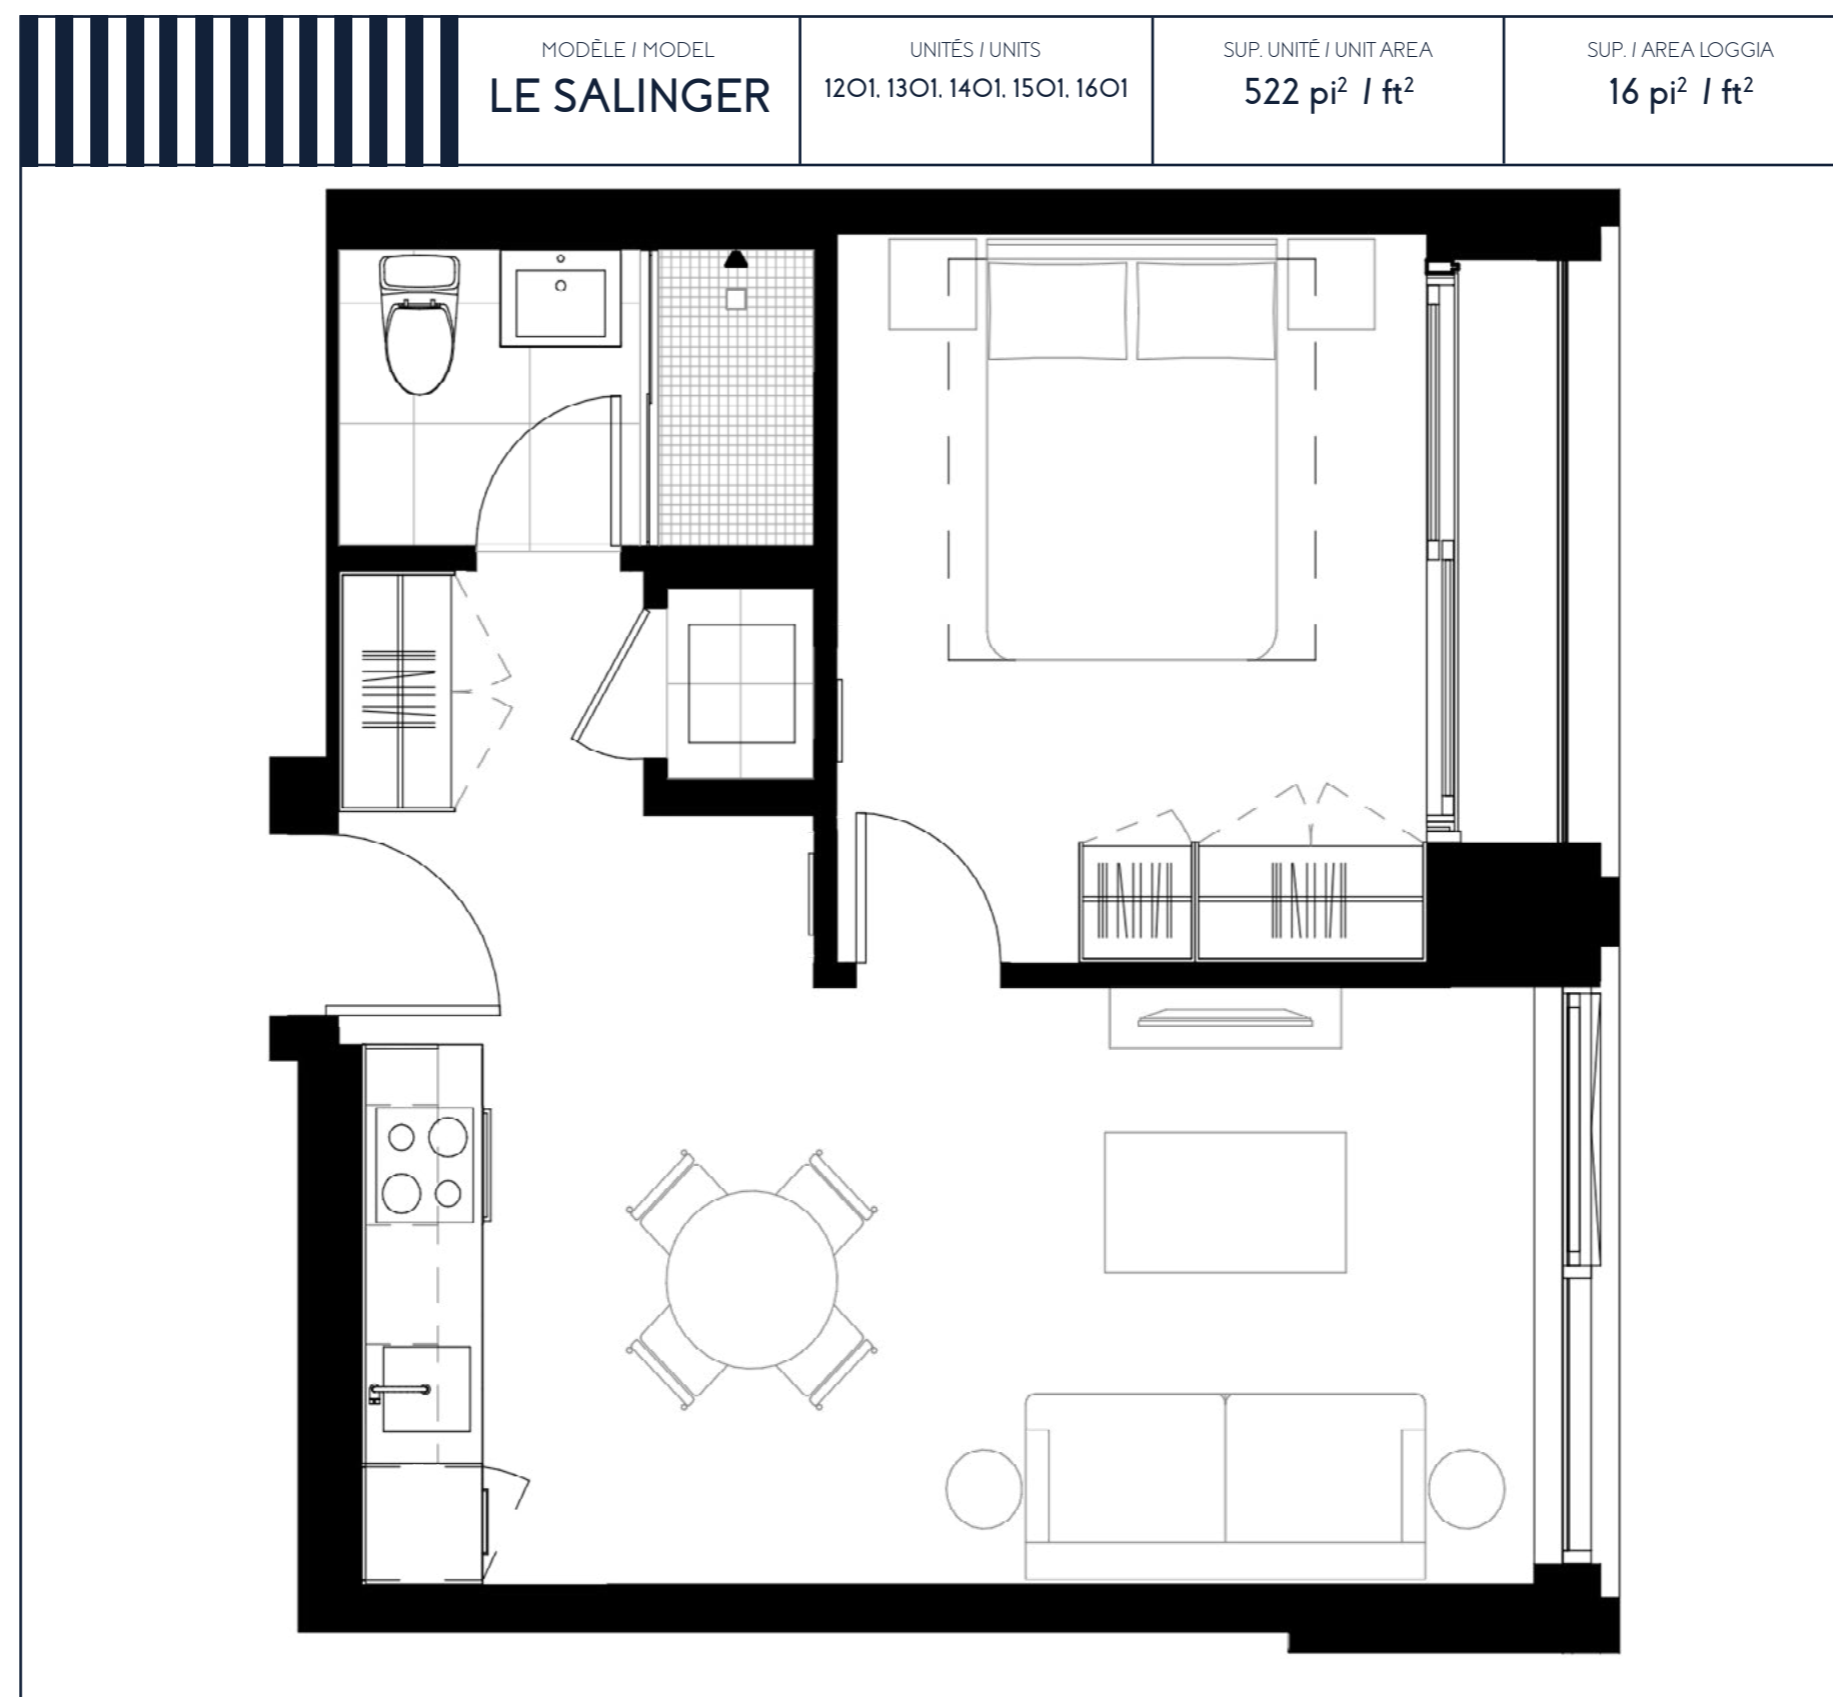 MODÈLE / MODEL
LE SALINGER
UNITÉS / UNITS
1201, 1301, 1401, 1501, 1601
SUP. UNITÉ / UNIT AREA
522 pi² / ft²
SUP. / AREA LOGGIA
16 pi² / ft²